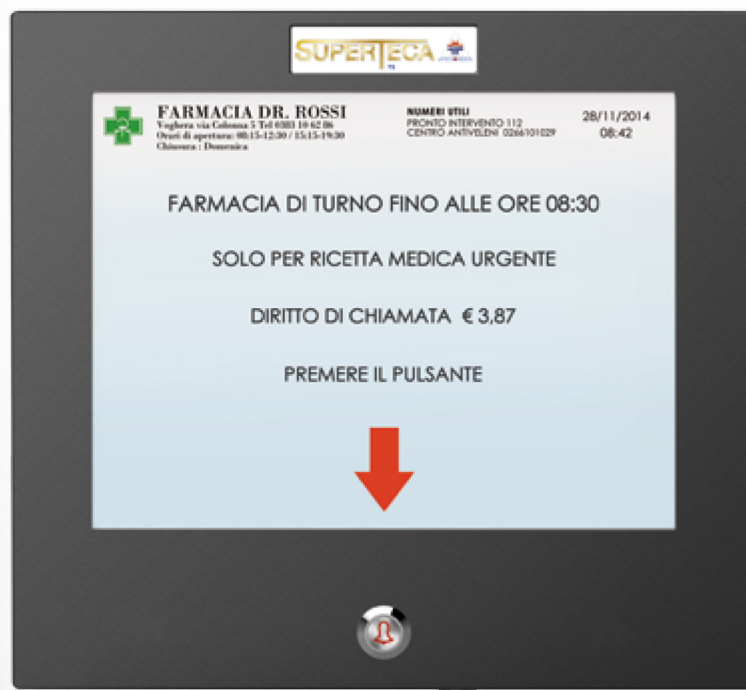 SUPERTECA
FARMACIA DR. ROSSI
Voghera via Colonna 5 Tel 0383 10 62 86
Orari di apertura: 08:15-12:30 / 15:15-19:30
Chiusura : Domenica
NUMERI UTILI
PRONTO INTERVENTO 112
CENTRO ANTIVELENI 0266101029
28/11/2014
08:42
FARMACIA DI TURNO FINO ALLE ORE 08:30
SOLO PER RICETTA MEDICA URGENTE
DIRITTO DI CHIAMATA € 3,87
PREMERE IL PULSANTE